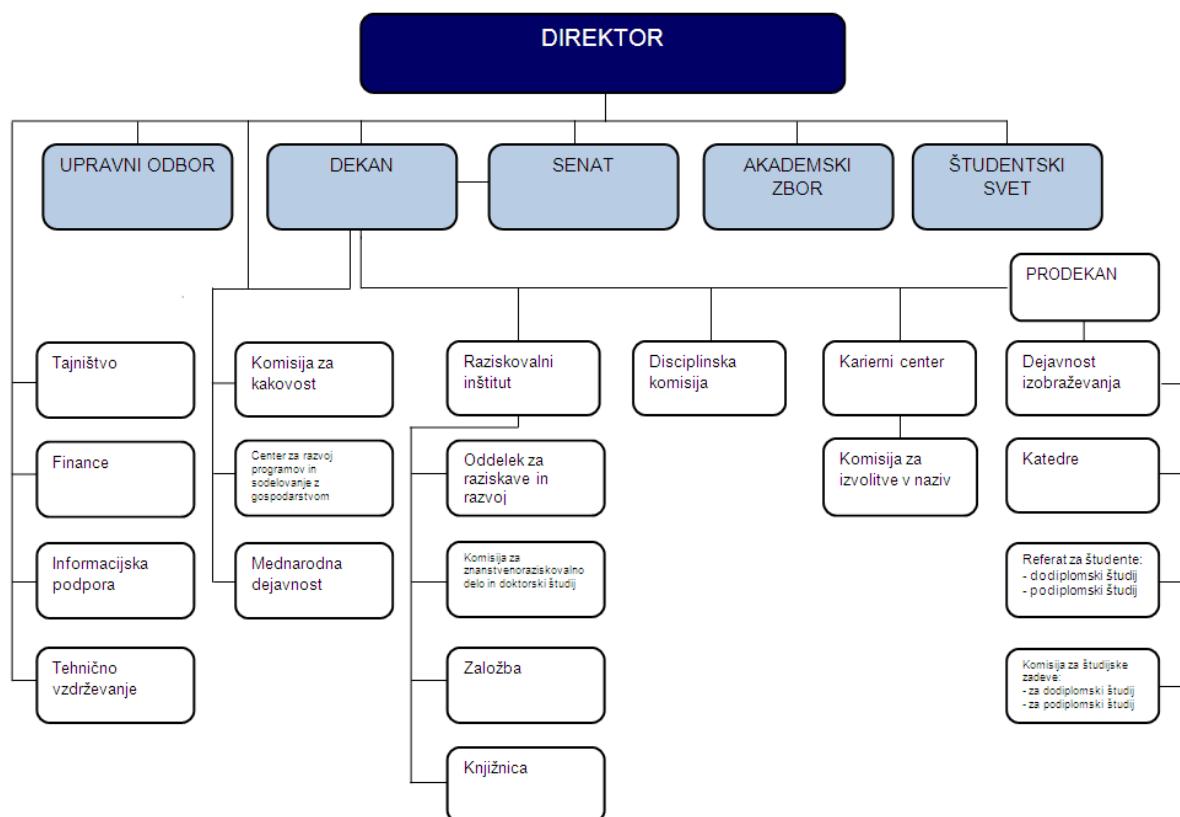 DIREKTOR
UPRAVNI ODBOR
DEKAN
SENAT
AKADEMSKI
ZBOR
ŠTUDENTSKI
SVET
PRODEKAN
Tajništvo
Komisija za
kakovost
Raziskovalni
inštitut
Disciplinska
komisija
Karierni center
Dejavnost
izobraževanja
Finance
Center za razvoj
programov in
sodelovanje z
gospodarstvom
Oddelek za
raziskave in
razvoj
Komisija za
izvolitve v naziv
Katedre
Informacijska
podpora
Mednarodna
dejavnost
Komisija za
znanstvenoraziskovalno
delo in doktorski študij
Referat za študente:
- dodiplomski študij
- podiplomski študij
Tehnično
vzdrževanje
Založba
Komisija za študijske
zadeve:
- za dodiplomski študij
- za podiplomski študij
Knjižnica